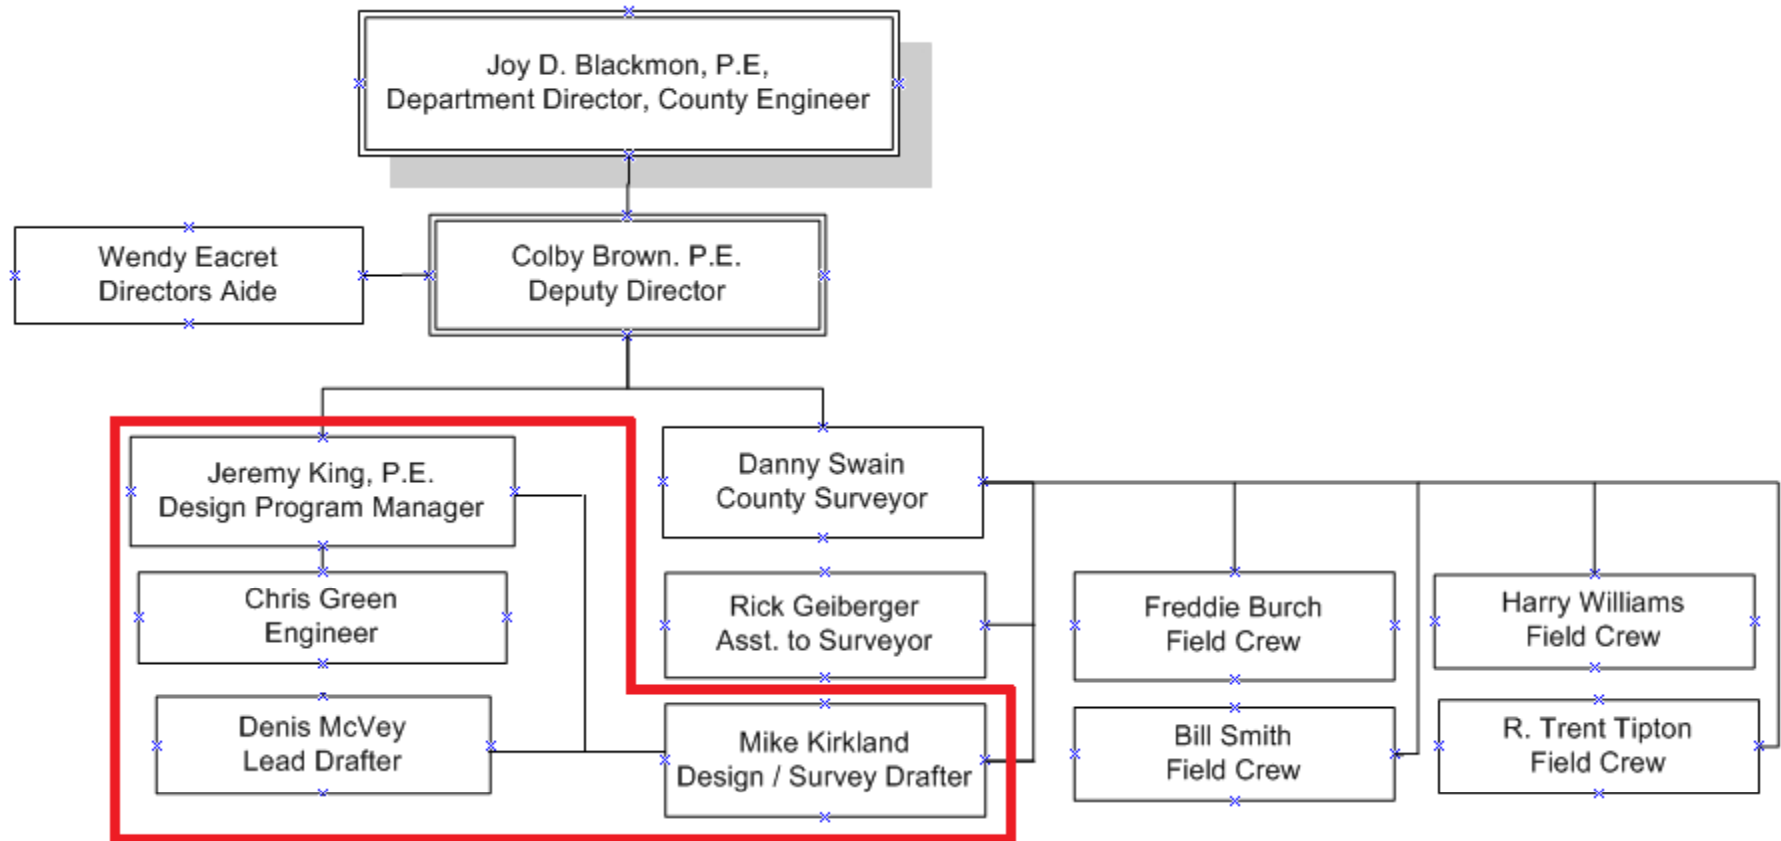 Joy D. Blackmon, P.E,
Department Director, County Engineer
Wendy Eacret
Directors Aide
Colby Brown. P.E.
Deputy Director
Jeremy King, P.E.
Design Program Manager
Danny Swain
County Surveyor
Chris Green
Engineer
Rick Geiberger
Asst. to Surveyor
Freddie Burch
Field Crew
Harry Williams
Field Crew
Denis McVey
Lead Drafter
Mike Kirkland
Design / Survey Drafter
Bill Smith
Field Crew
R. Trent Tipton
Field Crew